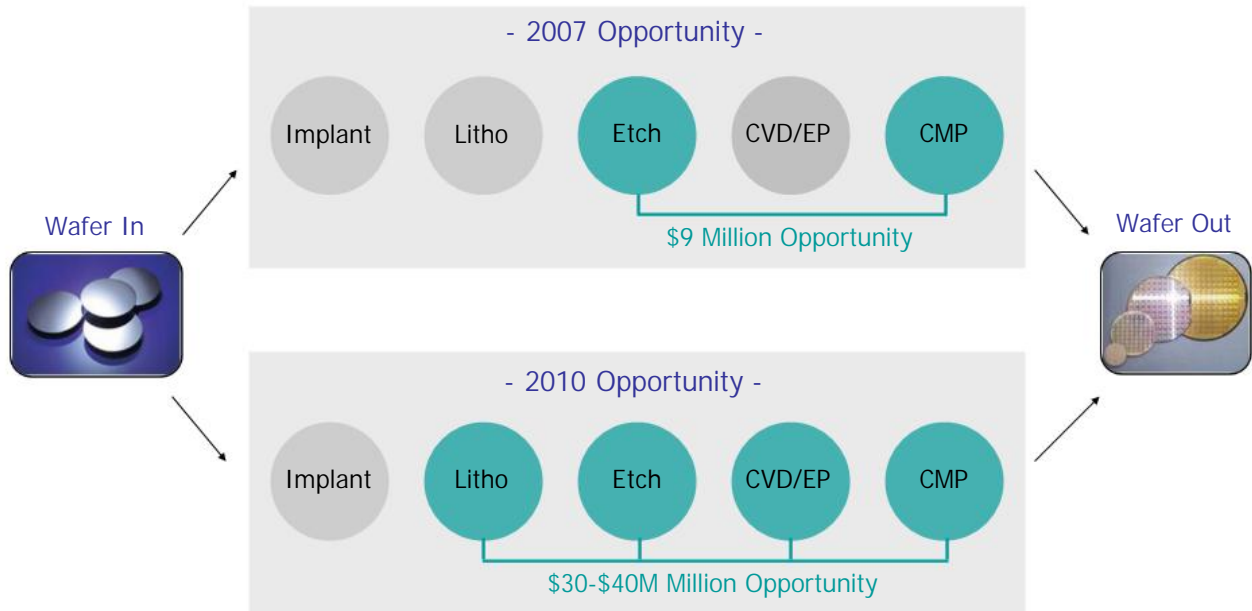 - 2007 Opportunity -
Implant
Litho
Etch
CVD/EP
CMP
$9 Million Opportunity
Wafer In
Wafer Out
- 2010 Opportunity -
Implant
Litho
Etch
CVD/EP
CMP
$30-$40M Million Opportunity